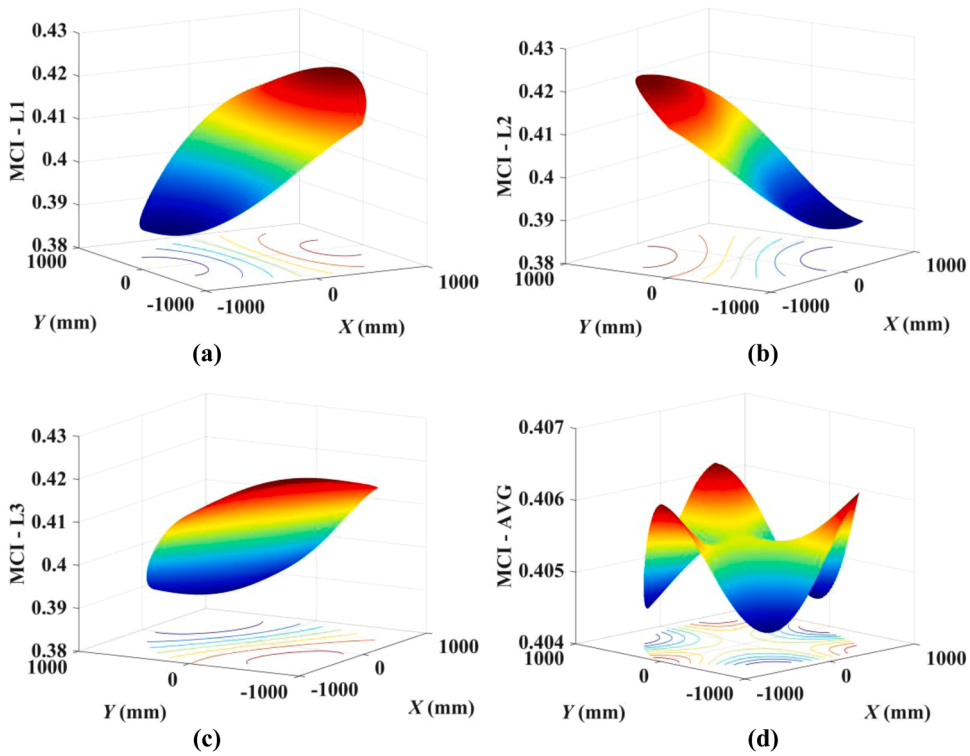 0.43
0.42
0.41
0.4
0.39
0.38
MCI - L1
1000
0
-1000
Y (mm)
0
1000
X (mm)
(a)
0.43
0.42
0.41
0.4
0.39
0.38
MCI - L2
1000
0
-1000
-1000
0
1000
Y (mm)
X (mm)
(b)
0.43
0.42
0.41
0.4
0.39
0.38
MCI - L3
1000
0
-1000
-1000
0
1000
Y (mm)
X (mm)
(c)
0.407
0.406
0.405
0.404
MCI - AVG
1000
0
-1000
-1000
0
1000
Y (mm)
X (mm)
(d)